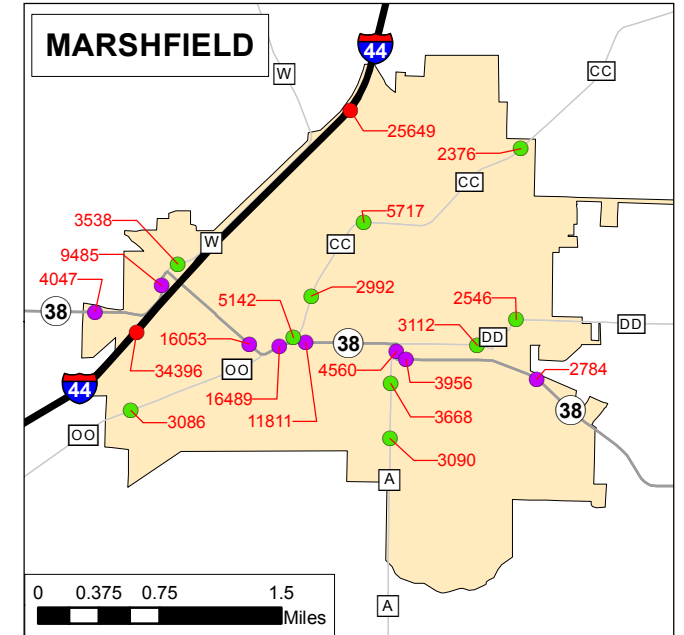 MARSHFIELD
44
W
CC
25649
2376
CC
5717
3538
W
CC
9485
4047
2992
2546
5142
38
3112
DD
DD
16053
38
OO
34396
4560
3956
2784
16489
44
11811
3668
38
3086
OO
3090
A
0 0.375 0.75 1.5
Miles
A